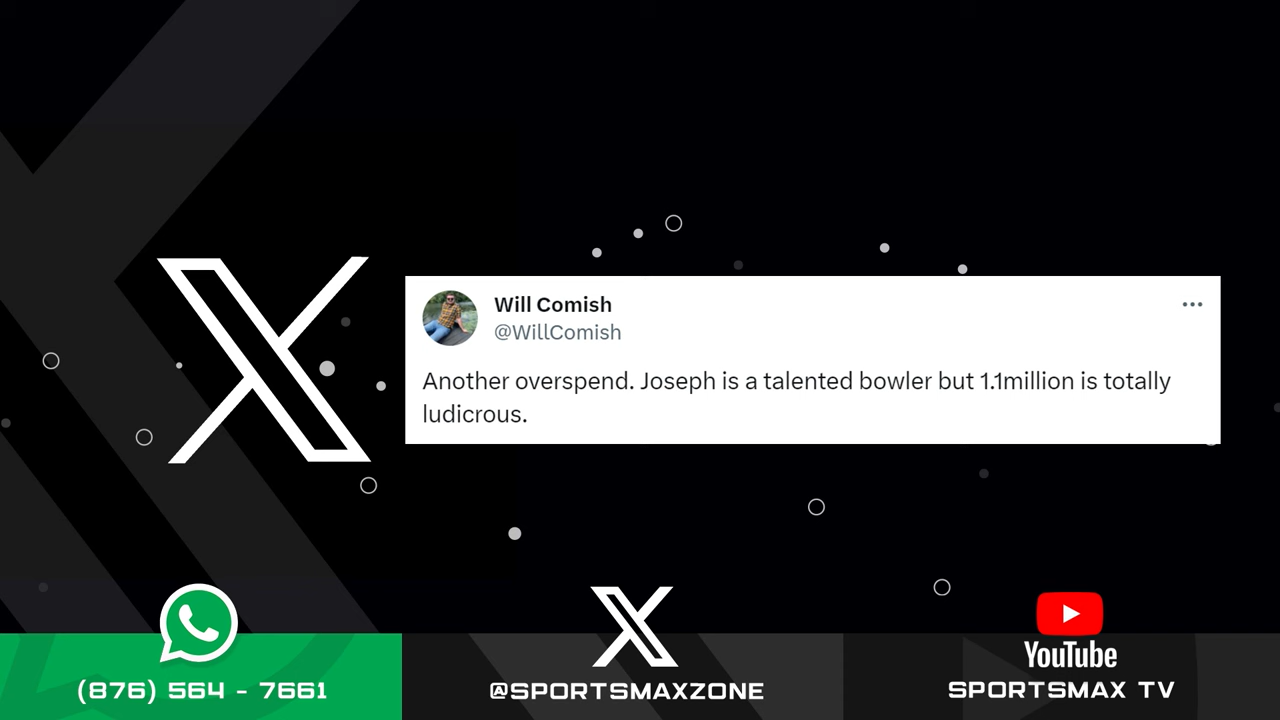 Will Comish
@WillComish
Another overspend. Joseph is a talented bowler but 1.1million is totally
ludicrous.
YouTube
(876) 564 - 7661
@SPORTSMAXZONE
SPORTSMAX TV